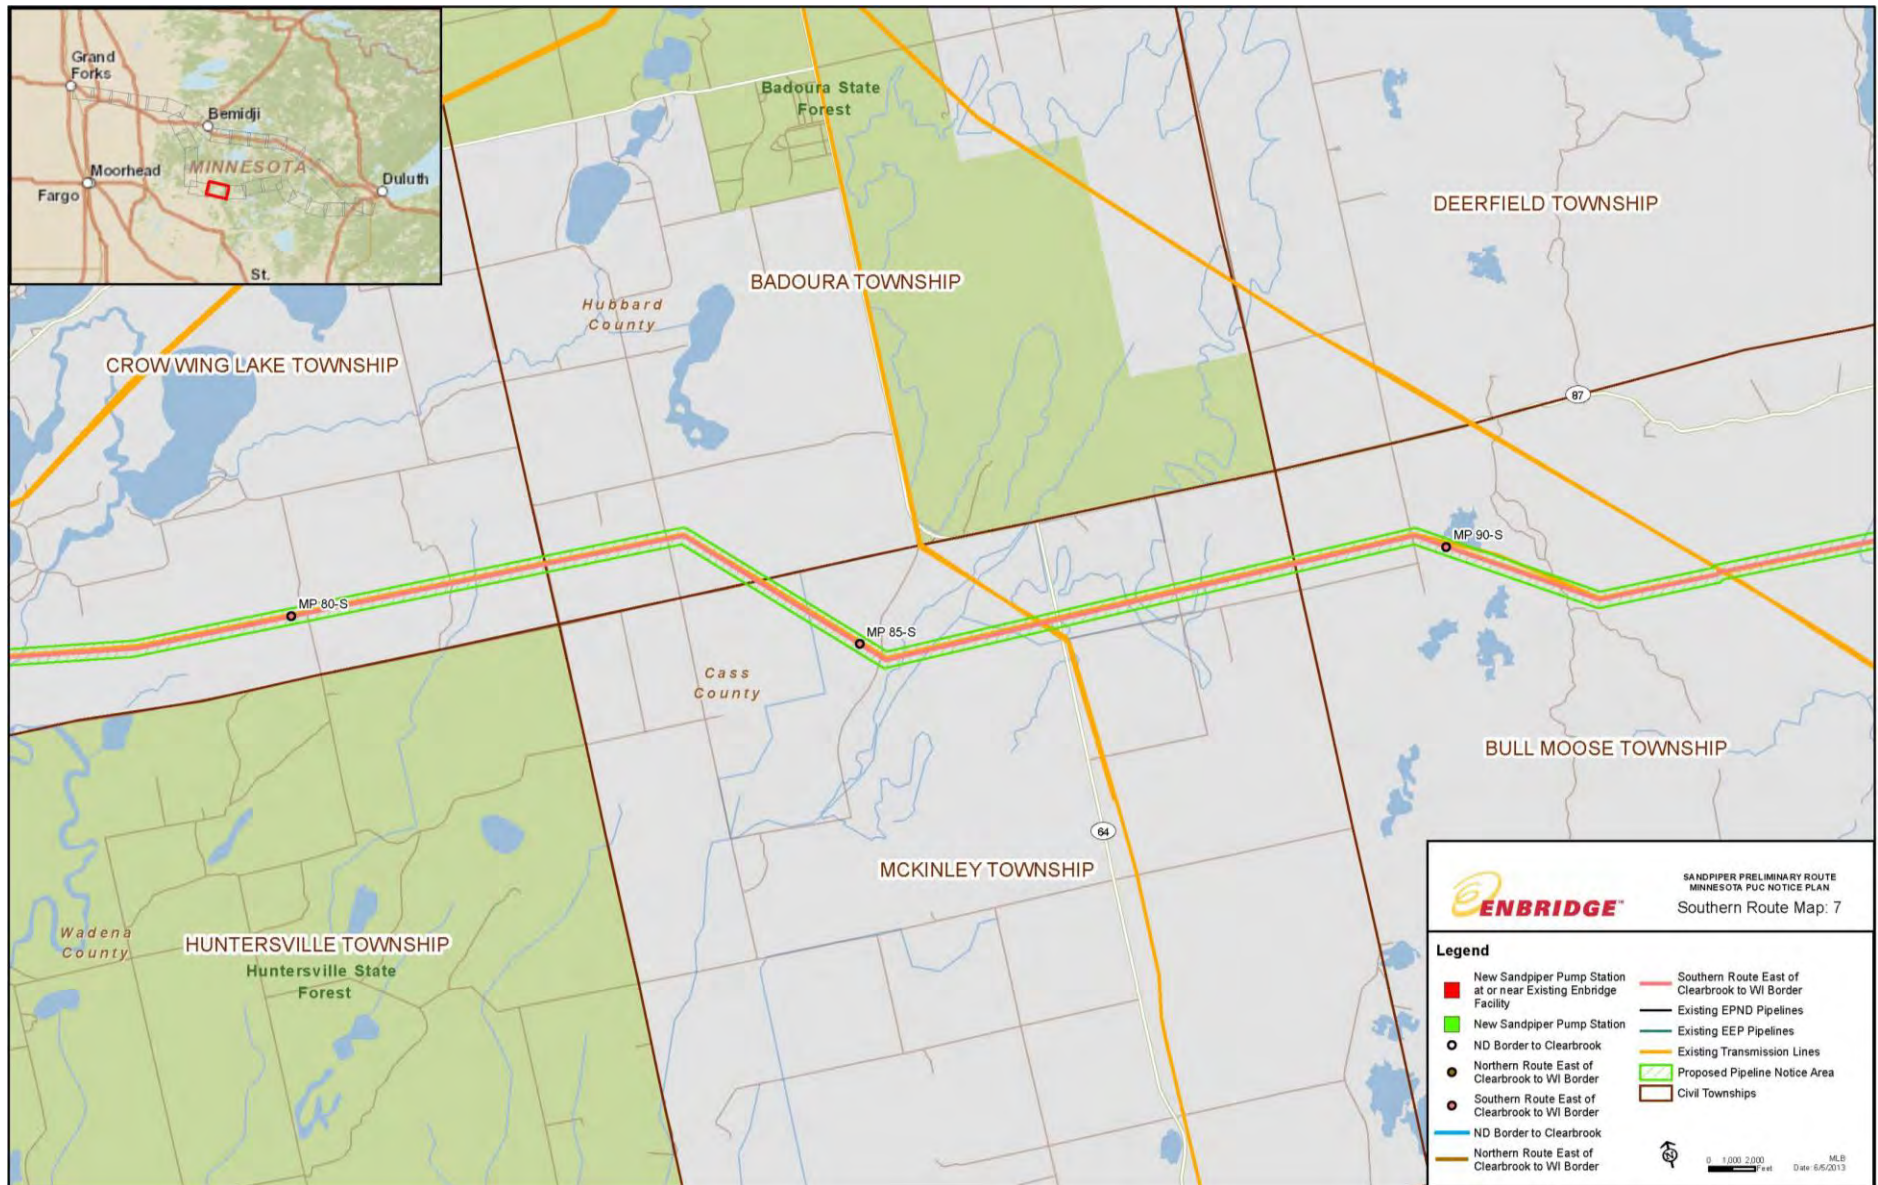 Grand
Forks
Bemidji
MINNESOTA
Moorhead
Fargo
Duluth
St.
Badoura State
Forest
DEERFIELD TOWNSHIP
BADOURA TOWNSHIP
Hubbard
County
CROW WING LAKE TOWNSHIP
87
MP 90-S
MP 80-S
MP 85-S
Cass
County
BULL MOOSE TOWNSHIP
64
MCKINLEY TOWNSHIP
Wadena
County
HUNTERSVILLE TOWNSHIP
Huntersville State
Forest
ENBRIDGE™
SANDPIPER PRELIMINARY ROUTE
MINNESOTA PUC NOTICE PLAN
Southern Route Map: 7
Legend
New Sandpiper Pump Station
at or near Existing Enbridge
Facility
New Sandpiper Pump Station
ND Border to Clearbrook
Northern Route East of
Clearbrook to WI Border
Southern Route East of
Clearbrook to WI Border
ND Border to Clearbrook
Northern Route East of
Clearbrook to WI Border
Southern Route East of
Clearbrook to WI Border
Existing EPND Pipelines
Existing EEP Pipelines
Existing Transmission Lines
Proposed Pipeline Notice Area
Civil Townships
N
0 1,000 2,000
Feet
MLB
Date: 6/5/2013